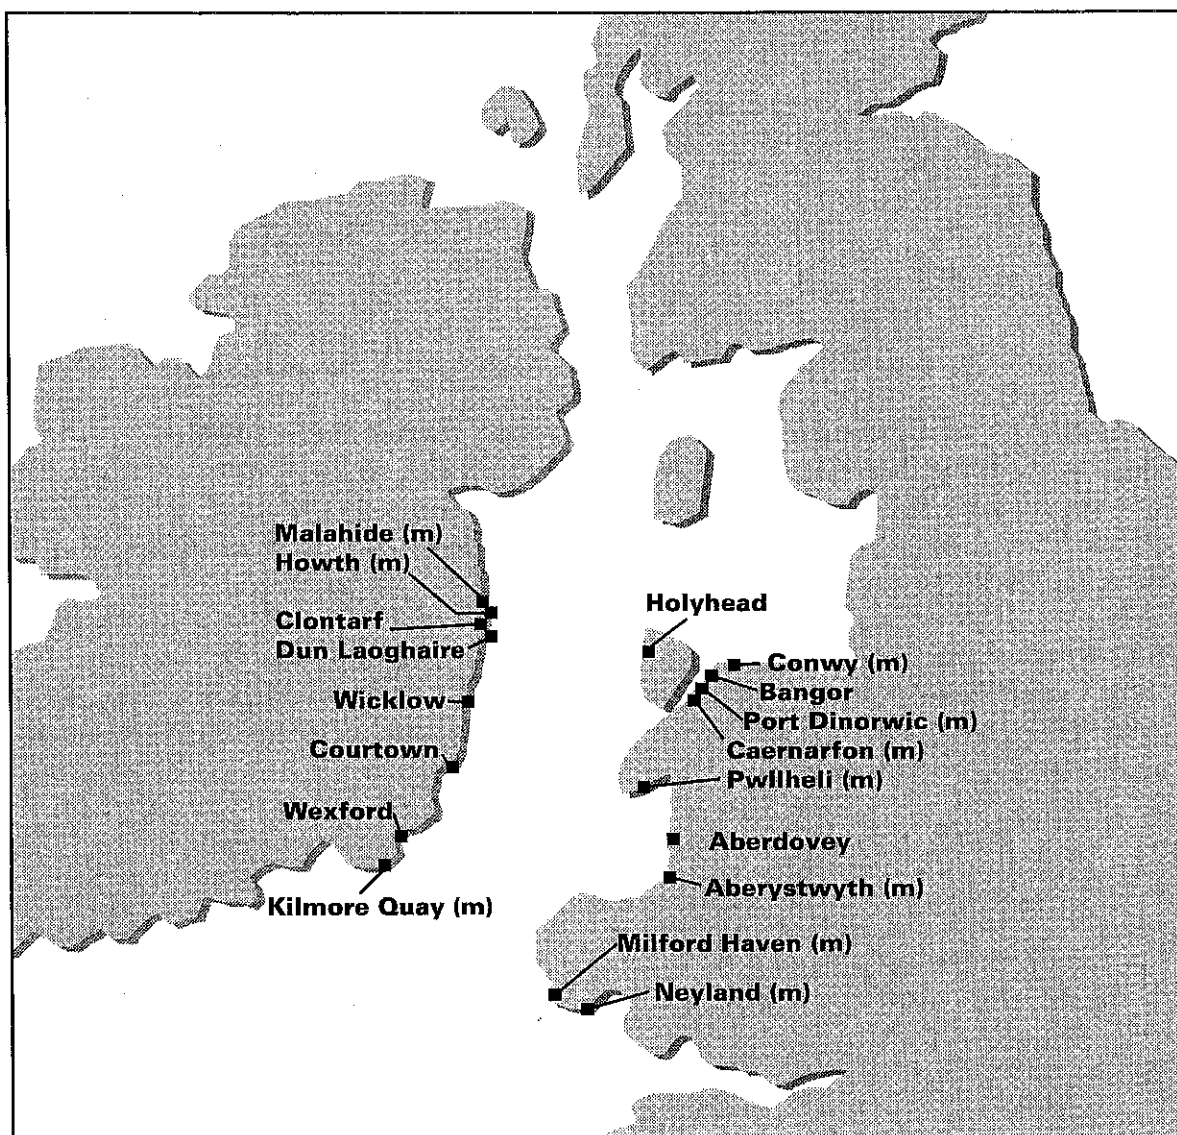 Malahide (m)
Howth (m)
Clontarf
Dun Laoghaire
Wicklow
Courtown
Wexford
Kilmore Quay (m)
Holyhead
Conwy (m)
Bangor
Port Dinorwic (m)
Caernarfon (m)
Pwllheli (m)
Aberdovey
Aberystwyth (m)
Milford Haven (m)
Neyland (m)